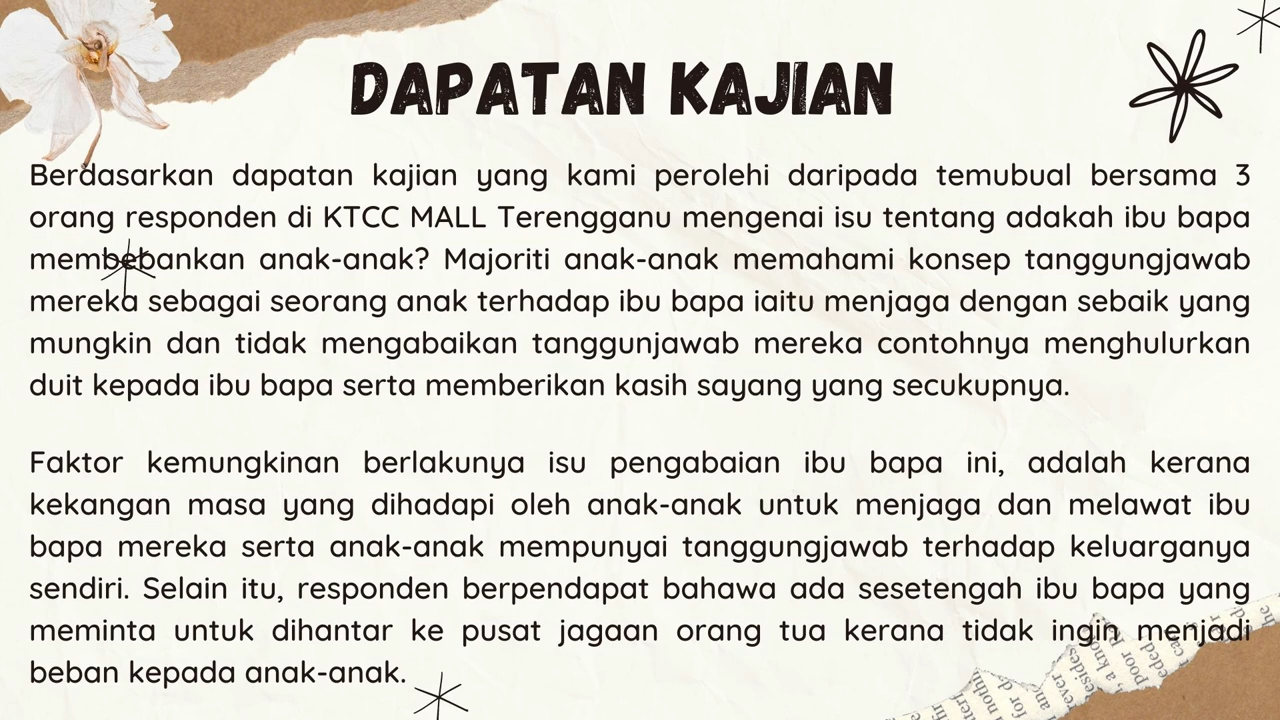 DAPATAN KAJIAN
Berdasarkan dapatan kajian yang kami perolehi daripada temubual bersama 3
orang responden di KTCC MALL Terengganu mengenai isu tentang adakah ibu bapa
membebankan anak-anak? Majoriti anak-anak memahami konsep tanggungjawab
mereka sebagai seorang anak terhadap ibu bapa iaitu menjaga dengan sebaik yang
mungkin dan tidak mengabaikan tanggunjawab mereka contohnya menghulurkan
duit kepada ibu bapa serta memberikan kasih sayang yang secukupnya.
Faktor kemungkinan berlakunya isu pengabaian ibu bapa ini, adalah kerana
kekangan masa yang dihadapi oleh anak-anak untuk menjaga dan melawat ibu
bapa mereka serta anak-anak mempunyai tanggungjawab terhadap keluarganya
sendiri. Selain itu, responden berpendapat bahawa ada sesetengah ibu bapa yang
meminta untuk dihantar ke pusat jagaan orang tua kerana tidak ingin menjadi
beban kepada anak-anak.